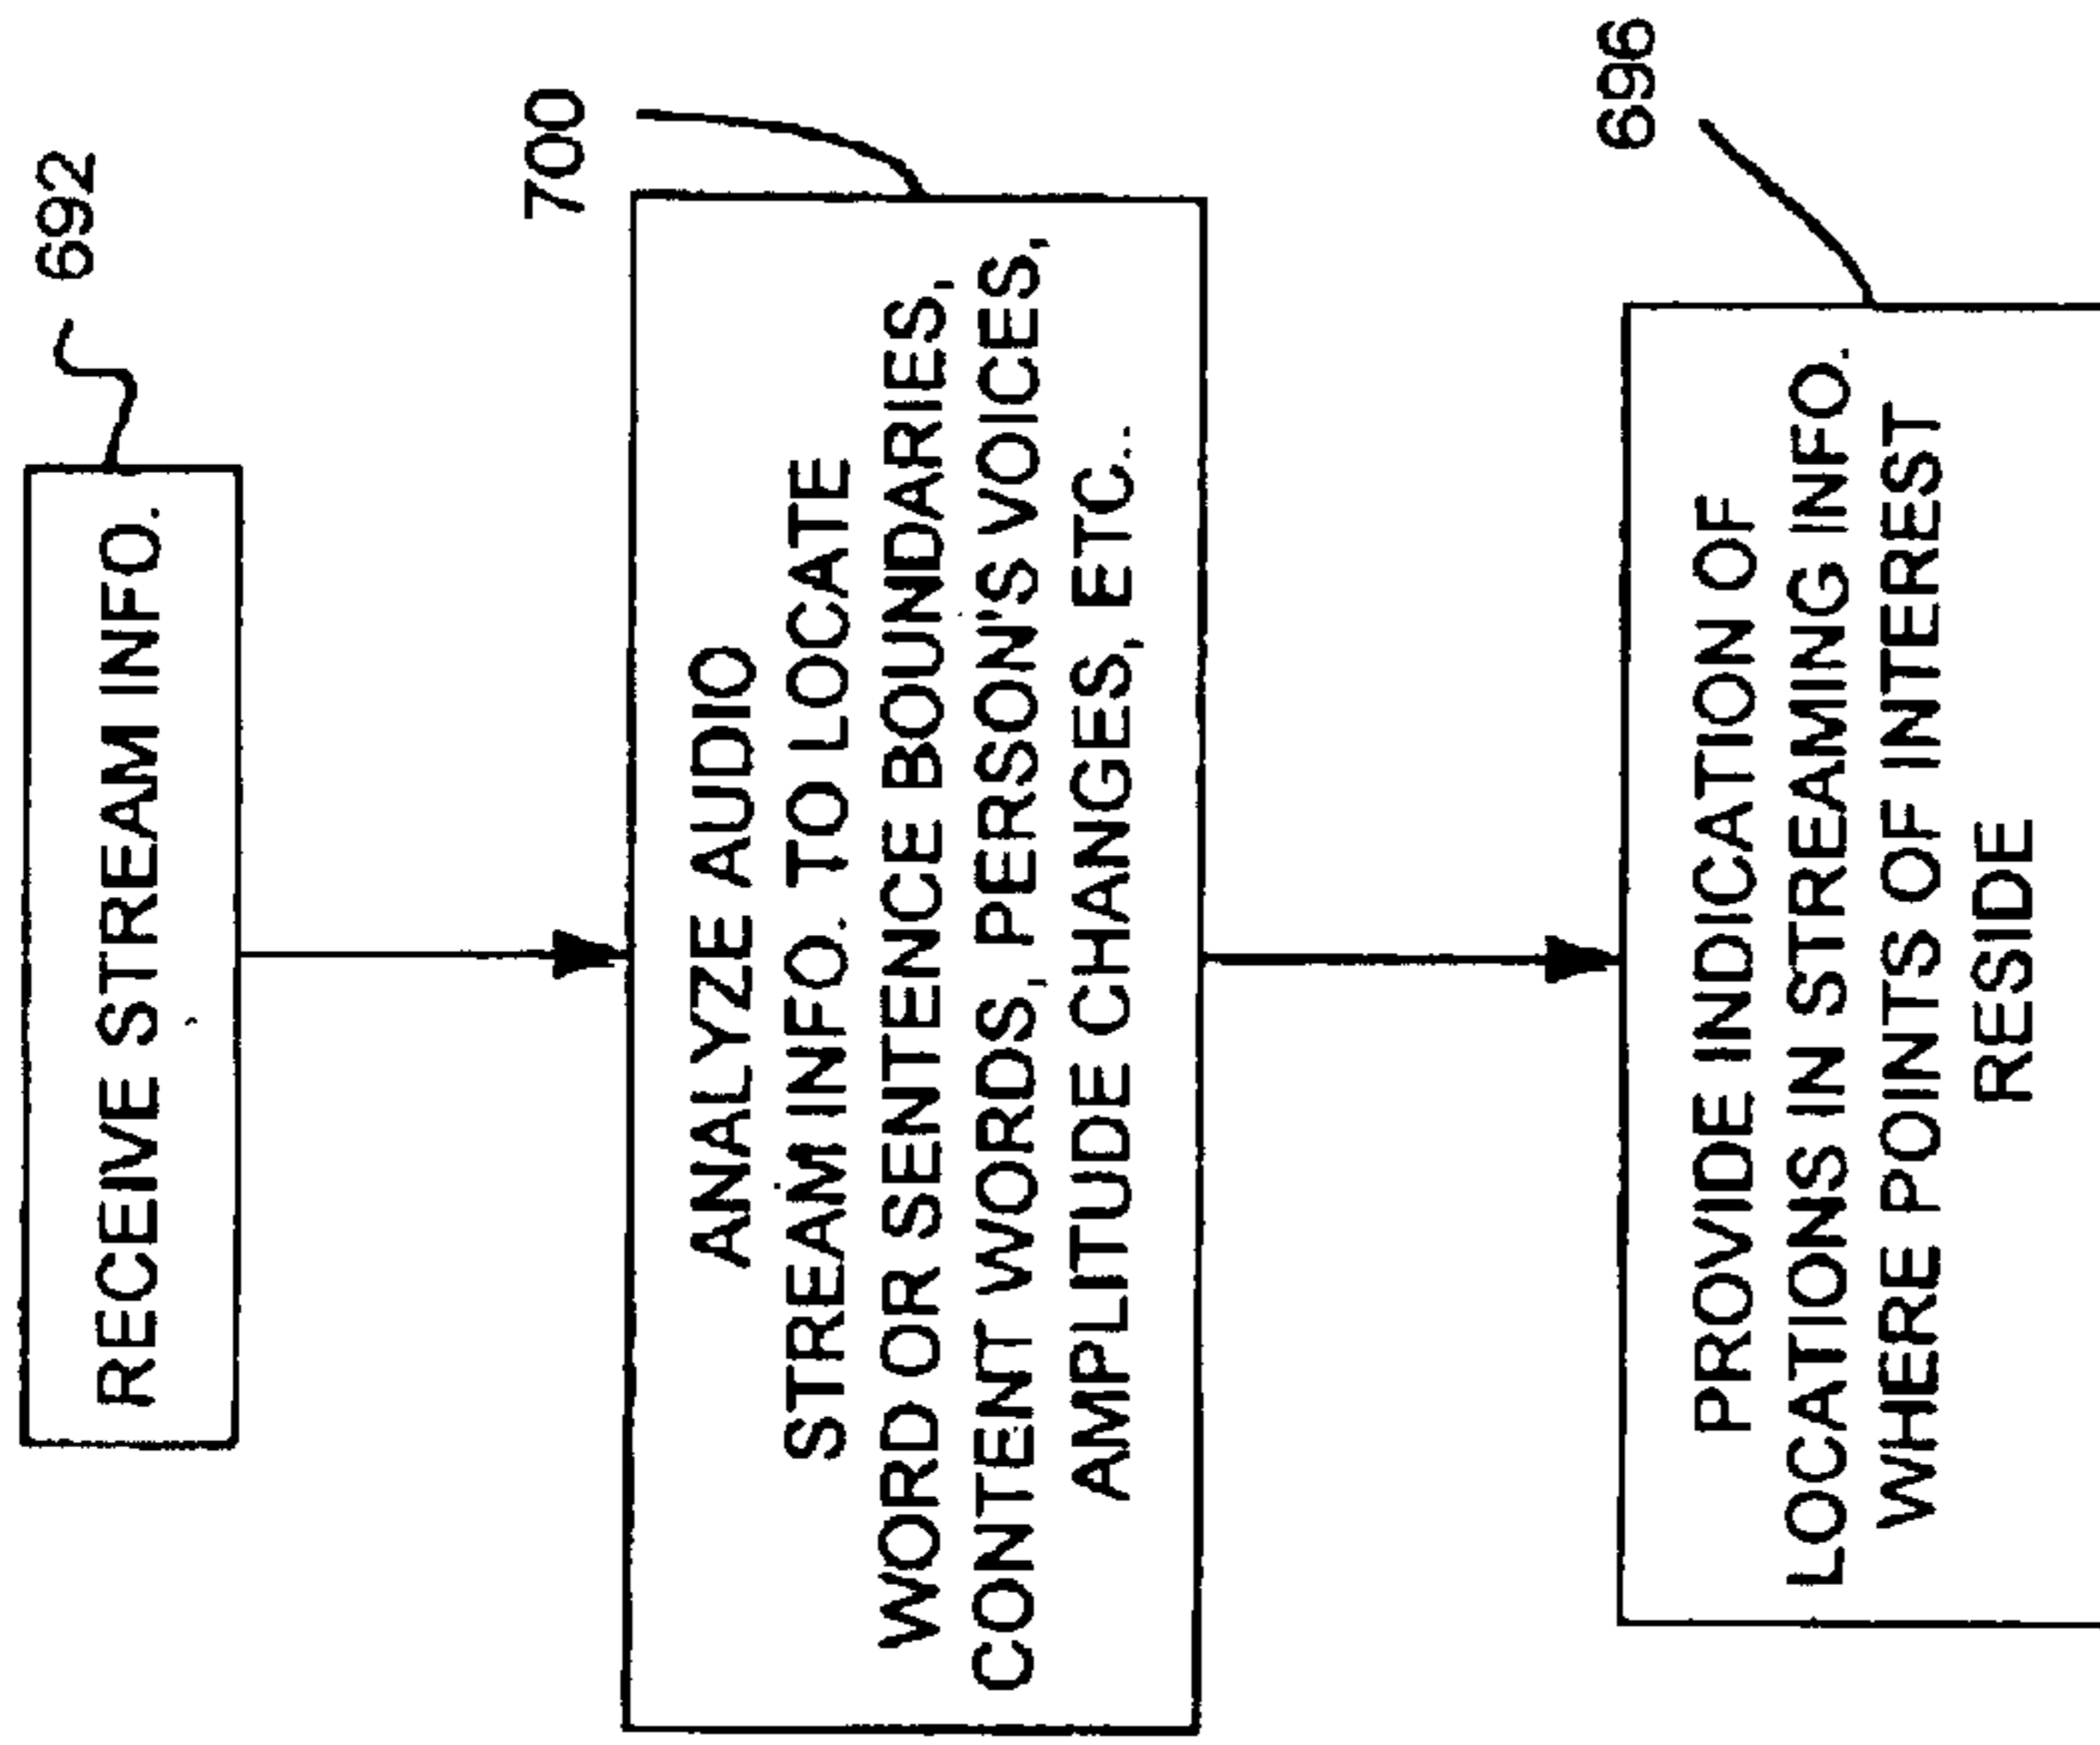 692
RECEIVE STREAM INFO.
700
ANALYZE AUDIO
STREAM INFO. TO LOCATE
WORD OR SENTENCE BOUNDARIES,
CONTENT WORDS, PERSON'S VOICES,
AMPLITUDE CHANGES, ETC..
696
PROVIDE INDICATION OF
LOCATIONS IN STREAMING INFO.
WHERE POINTS OF INTEREST
RESIDE